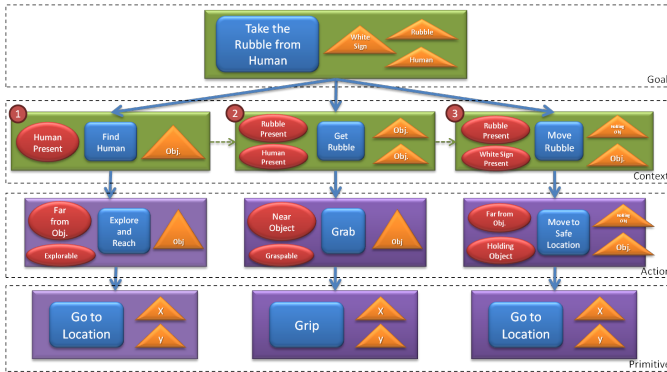 Take the
Rubble from
Human
White
Sign
Rubble
Human
Goal
1
Human
Present
Find
Human
Obj.
2
Rubble
Present
Human
Present
Get
Rubble
Obj.
Obj.
3
Rubble
Present
White Sign
Present
Move
Rubble
Obj
Obj.
Context
Far
from
Obj.
Explorable
Explore
and
Reach
Obj
Near
Object
Graspable
Grab
Obj
Far from
Obj.
Holding
Object
Move to
Safe
Location
Obj
Obj.
Action
Go to
Location
X
y
Grip
X
y
Go to
Location
X
y
Primitive